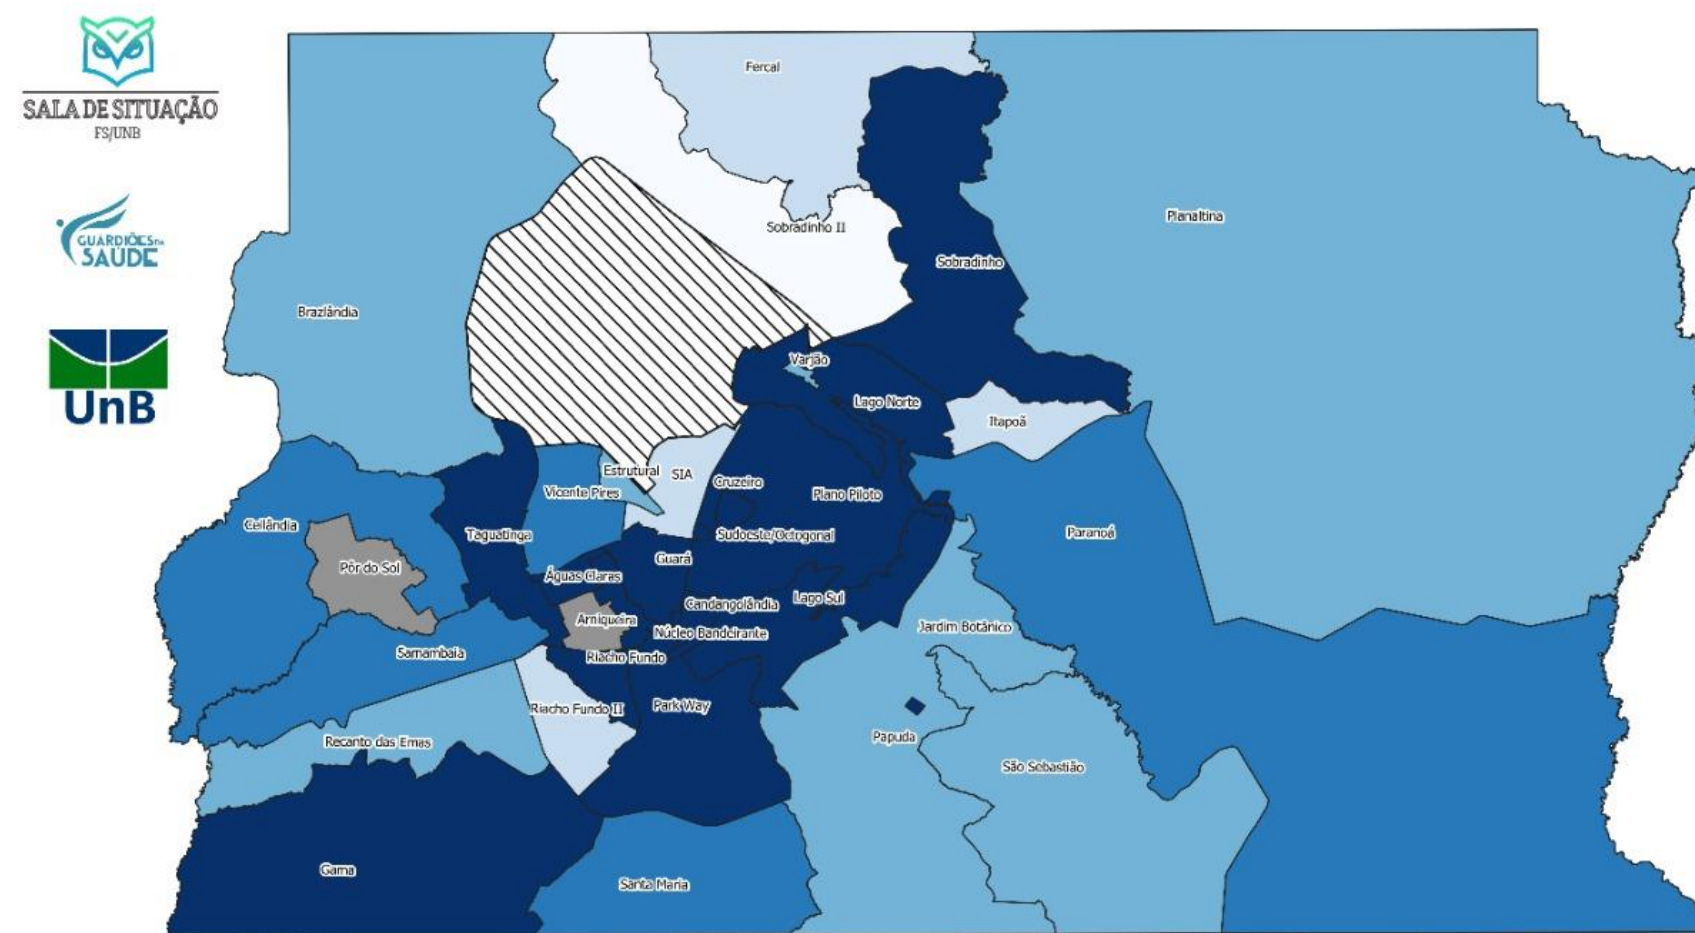 SALA DE SITUAÇÃO
FS/UNB
GUARDIÕES DA
SAÚDE
UnB
Fercal
Sobradinho II
Planaltina
Sobradinho
Brazlândia
Varjão
Lago Norte
Itapoã
Estrutural
SIA
Cruzeiro
Vicente Pires
Plano Piloto
Ceilândia
Taguatinga
Sudoeste/Octogonal
Paranoá
Guará
Pôr do Sol
Águas Claras
Candangolândia
Lago Sul
Arniqueira
Núcleo Bandeirante
Jardim Botânico
Samambaia
Riacho Fundo
Riacho Fundo II
Park Way
Recanto das Emas
Papuda
São Sebastião
Gama
Santa Maria